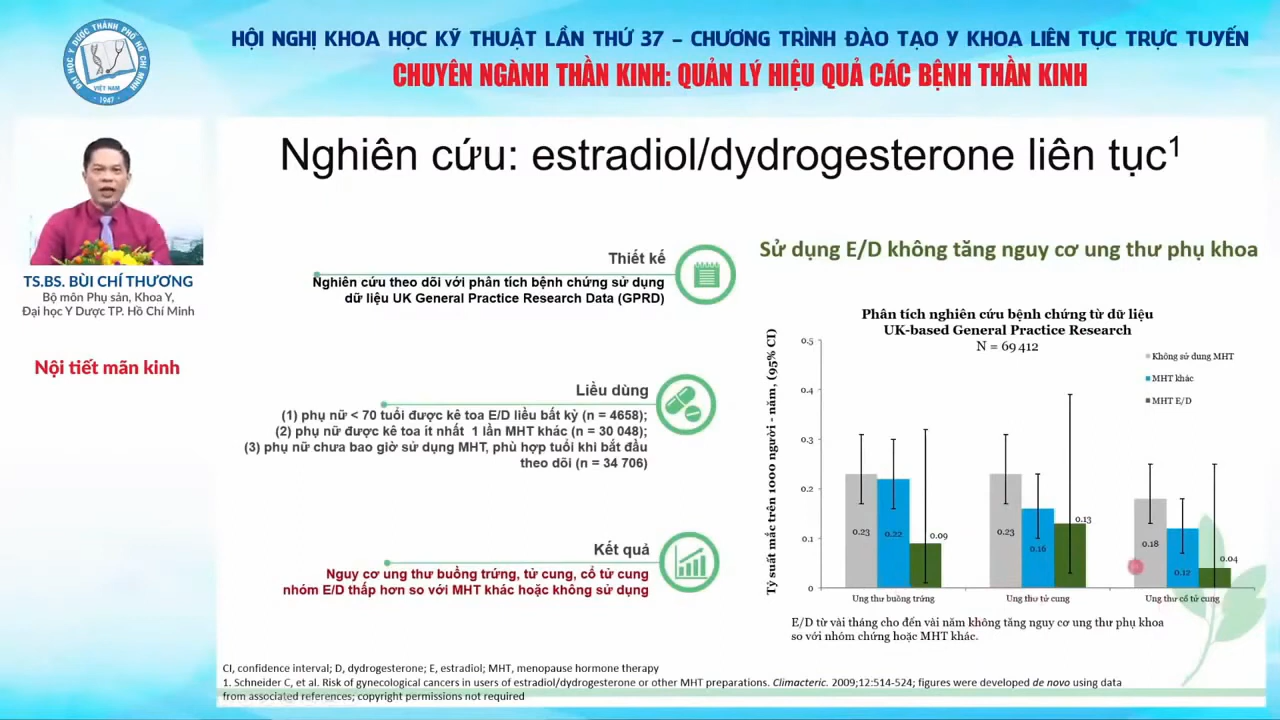 ĐẠI HỌC Y DƯỢC THÀNH PHỐ HỒ CHÍ MINH
VIỆT NAM
1947
HỘI NGHỊ KHOA HỌC KỸ THUẬT LẦN THỨ 37 – CHƯƠNG TRÌNH ĐÀO TẠO Y KHOA LIÊN TỤC TRỰC TUYẾN
CHUYÊN NGÀNH THẦN KINH: QUẢN LÝ HIỆU QUẢ CÁC BỆNH THẦN KINH
TS.BS. BÙI CHÍ THƯƠNG
Bộ môn Phụ sản, Khoa Y,
Đại học Y Dược TP. Hồ Chí Minh
Nội tiết mãn kinh
Nghiên cứu: estradiol/dydrogesterone liên tục1
Thiết kế
Nghiên cứu theo dõi với phân tích bệnh chứng sử dụng
dữ liệu UK General Practice Research Data (GPRD)
Liều dùng
(1) phụ nữ < 70 tuổi được kê toa E/D liều bất kỳ (n = 4658);
(2) phụ nữ được kê toa ít nhất 1 lần MHT khác (n = 30 048);
(3) phụ nữ chưa bao giờ sử dụng MHT, phù hợp tuổi khi bắt đầu
theo dõi (n = 34 706)
Kết quả
Nguy cơ ung thư buồng trứng, tử cung, cổ tử cung
nhóm E/D thấp hơn so với MHT khác hoặc không sử dụng
Sử dụng E/D không tăng nguy cơ ung thư phụ khoa
Phân tích nghiên cứu bệnh chứng từ dữ liệu
UK-based General Practice Research
N = 69 412
Tỷ suất mắc trên 1000 người - năm, (95% CI)
0.5
0.4
0.3
0.2
0.1
0
Không sử dung MHT
MHT khác
MHT E/D
0.23
0.22
0.09
0.23
0.16
0.13
0.18
0.12
0.04
Ung thư buồng trứng
Ung thư tử cung
Ung thư cổ tử cung
E/D từ vài tháng cho đến vài năm không tăng nguy cơ ung thư phụ khoa
so với nhóm chứng hoặc MHT khác.
CI, confidence interval; D, dydrogesterone; E, estradiol; MHT, menopause hormone therapy
1. Schneider C, et al. Risk of gynecological cancers in users of estradiol/dydrogesterone or other MHT preparations. Climacteric. 2009;12:514-524; figures were developed de novo using data
from associated references; copyright permissions not required